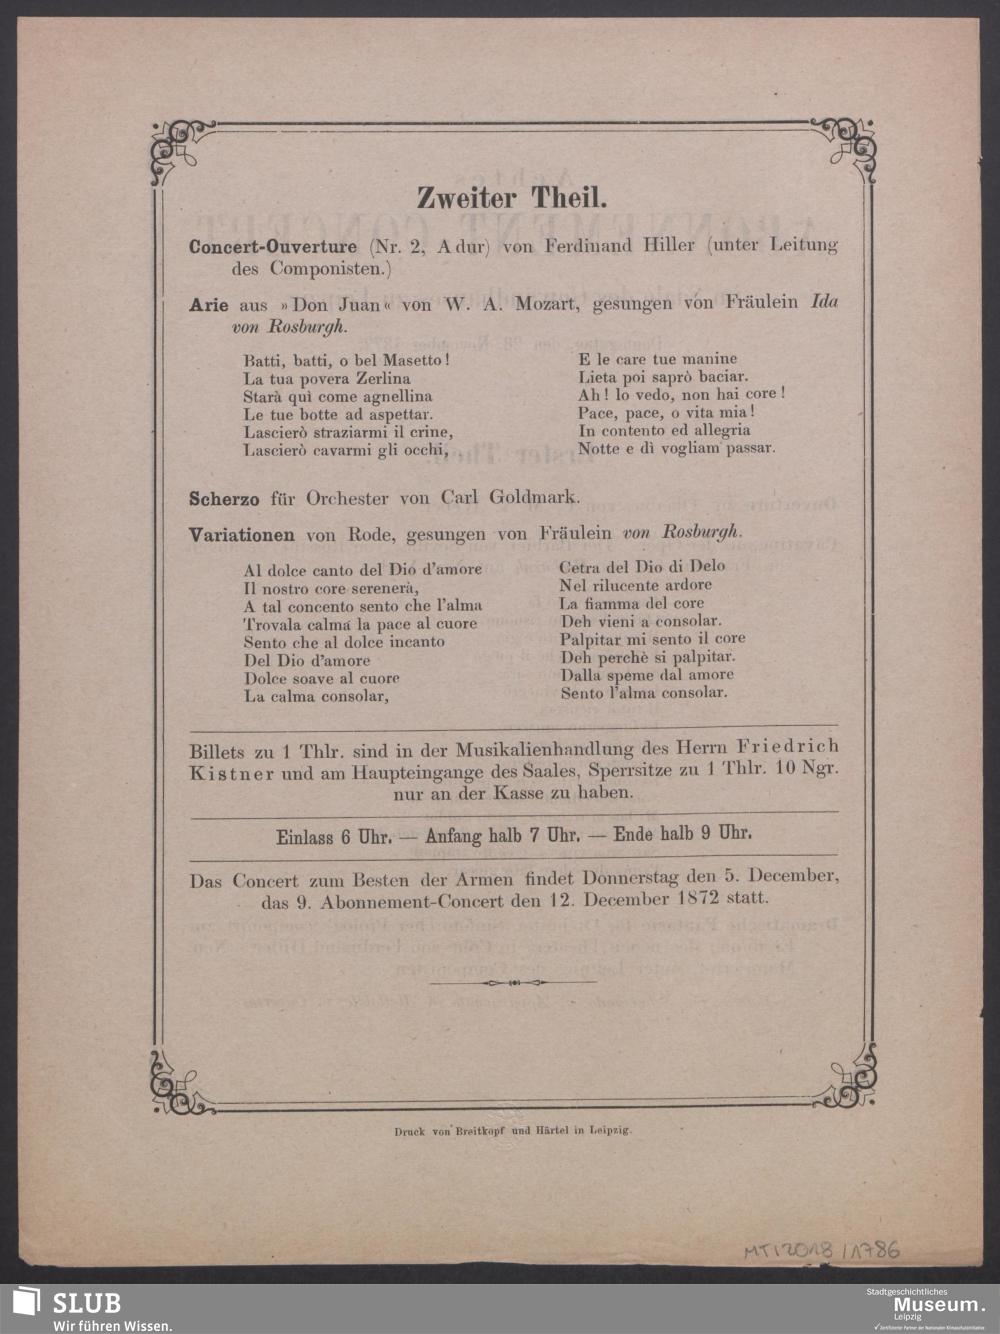 Zweiter Theil.
Concert-Ouverture (Nr. 2, A dur) von Ferdinand Hiller (unter Leitung
des Componisten.)
Arie aus »Don Juan« von W. A. Mozart, gesungen von Fräulein Ida
von Rosburgh.
Batti, batti, o bel Masetto!
La tua povera Zerlina
Starà quì come agnellina
Le tue botte ad aspettar.
Lascierò straziarmi il crine,
Lascierò cavarmi gli occhi,
E le care tue manine
Lieta poi saprò baciar.
Ah! lo vedo, non hai core!
Pace, pace, o vita mia!
In contento ed allegria
Notte e dì vogliam passar.
Scherzo für Orchester von Carl Goldmark.
Variationen von Rode, gesungen von Fräulein von Rosburgh.
Al dolce canto del Dio d'amore
Il nostro core serenerà,
A tal concento sento che l'alma
Trovala calma la pace al cuore
Sento che al dolce incanto
Del Dio d'amore
Dolce soave al cuore
La calma consolar,
Cetra del Dio di Delo
Nel rilucente ardore
La fiamma del core
Deh vieni a consolar.
Palpitar mi sento il core
Deh perchè si palpitar.
Dalla speme dal amore
Sento l'alma consolar.
Billets zu 1 Thlr. sind in der Musikalienhandlung des Herrn Friedrich
Kistner und am Haupteingange des Saales, Sperrsitze zu 1 Thlr. 10 Ngr.
nur an der Kasse zu haben.
Einlass 6 Uhr. — Anfang halb 7 Uhr. — Ende halb 9 Uhr.
Das Concert zum Besten der Armen findet Donnerstag den 5. December,
das 9. Abonnement-Concert den 12. December 1872 statt.
Druck von Breitkopf und Härtel in Leipzig.
MT/2018/1786
SLUB
Wir führen Wissen.
Stadtgeschichtliches
Museum.
Leipzig